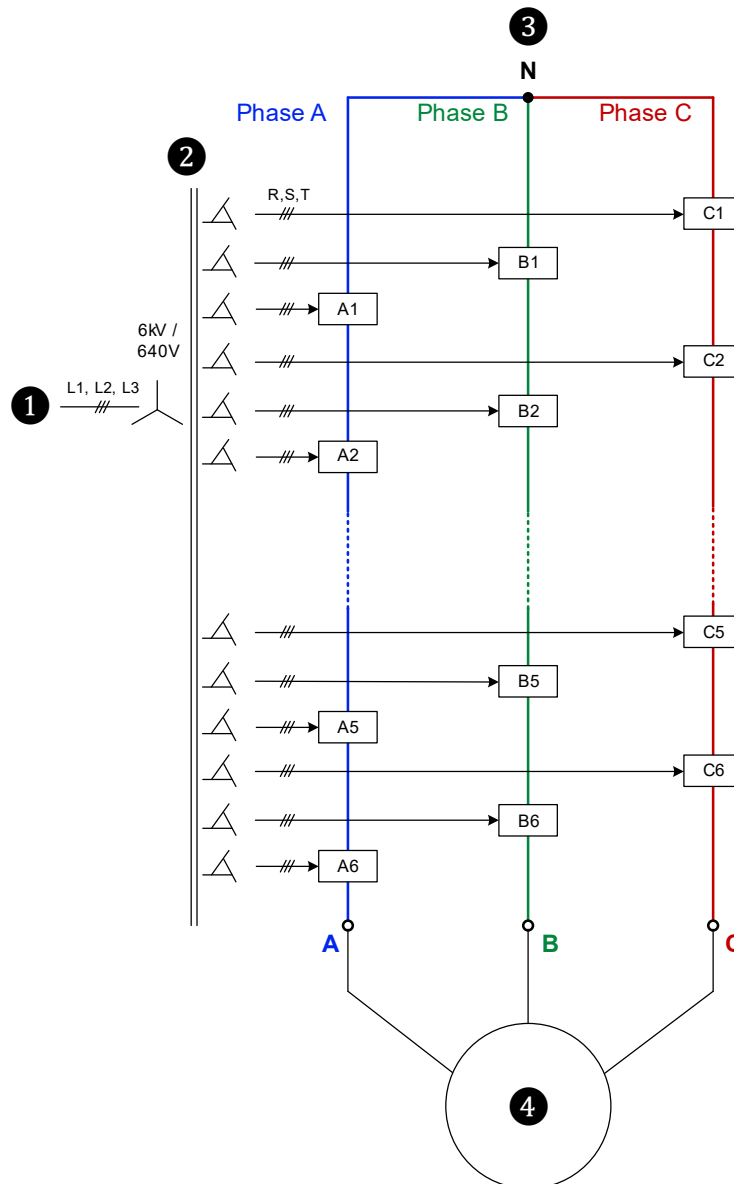 3
N
Phase A
Phase B
Phase C
2
R,S,T
C1
B1
A1
6kV /
640V
C2
L1, L2, L3
1
B2
A2
C5
B5
A5
C6
B6
A6
A
B
C
4